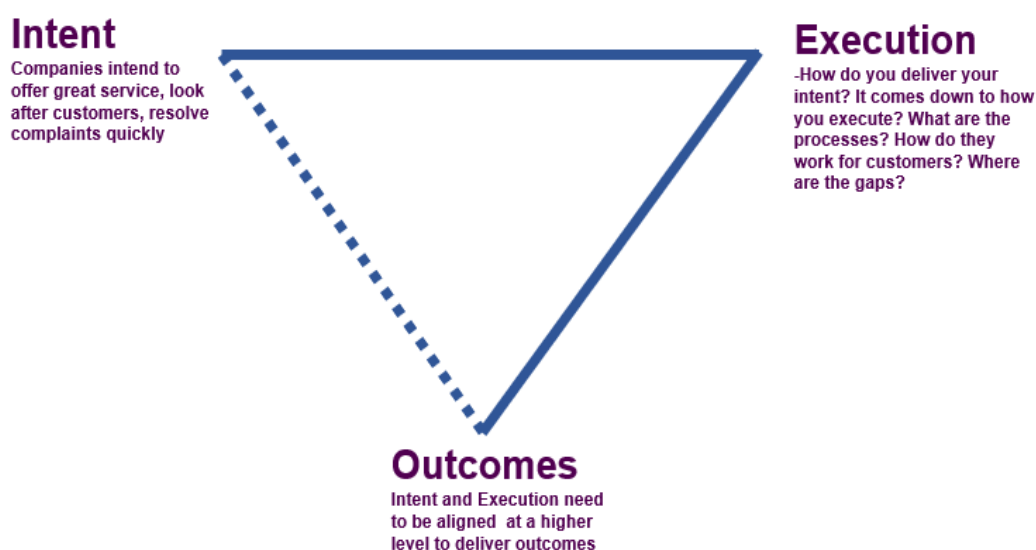 Intent
Companies intend to
offer great service, look
after customers, resolve
complaints quickly
Execution
-How do you deliver your
intent? It comes down to how
you execute? What are the
processes? How do they
work for customers? Where
are the gaps?
Outcomes
Intent and Execution need
to be aligned at a higher
level to deliver outcomes